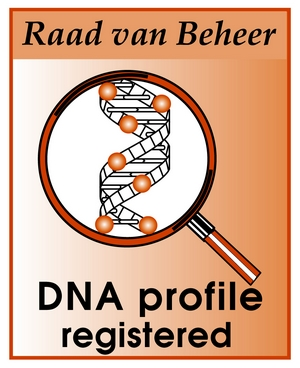 Raad van Beheer
DNA profile
registered